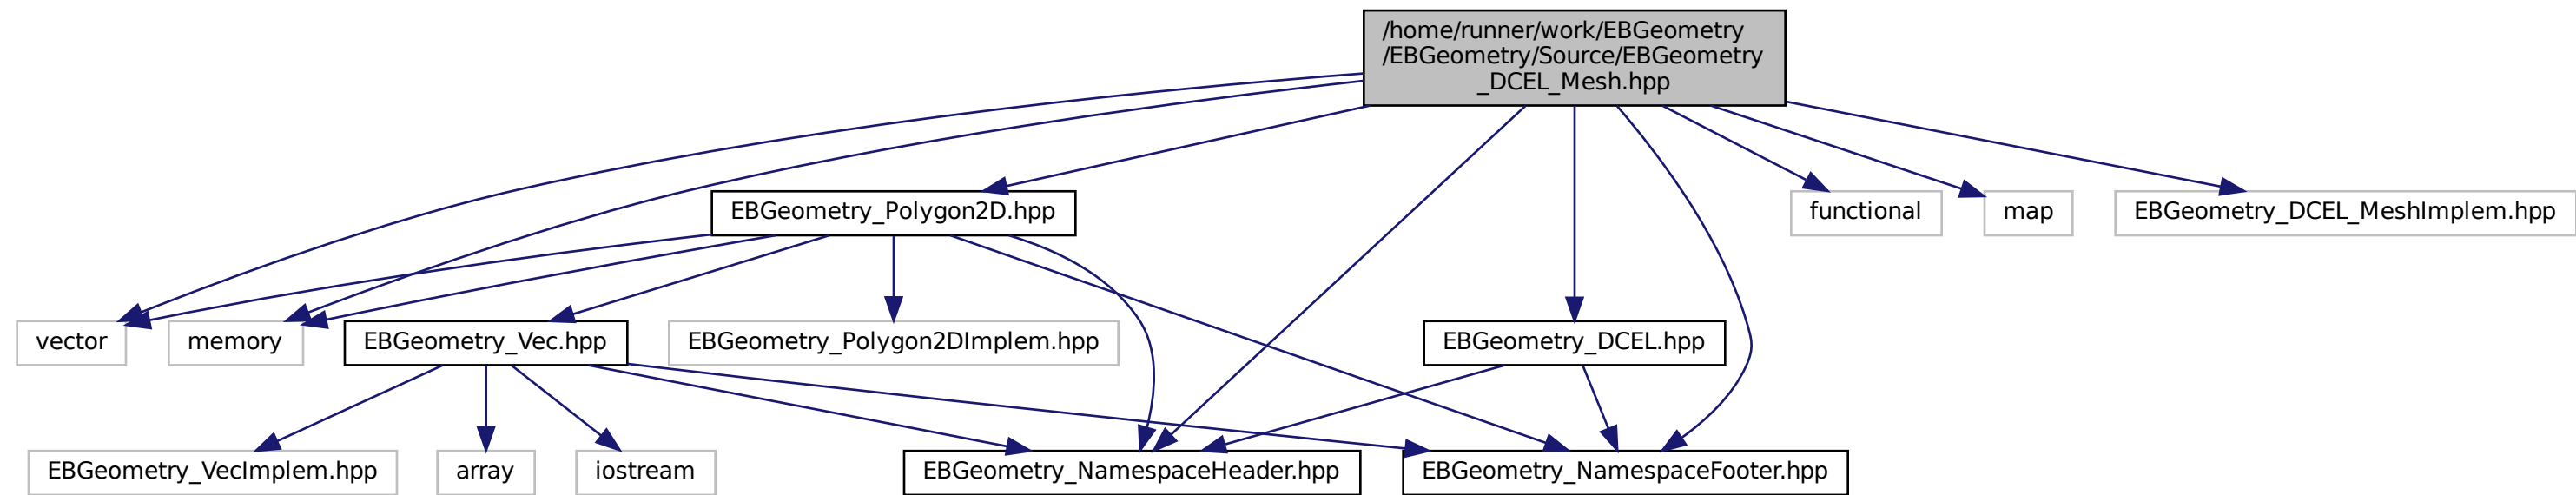 /home/runner/work/EBGeometry
/EBGeometry/Source/EBGeometry
_DCEL_Mesh.hpp
EBGeometry_Polygon2D.hpp
functional
map
EBGeometry_DCEL_MeshImplem.hpp
vector
memory
EBGeometry_Vec.hpp
EBGeometry_Polygon2DImplem.hpp
EBGeometry_DCEL.hpp
EBGeometry_VecImplem.hpp
array
iostream
EBGeometry_NamespaceHeader.hpp
EBGeometry_NamespaceFooter.hpp